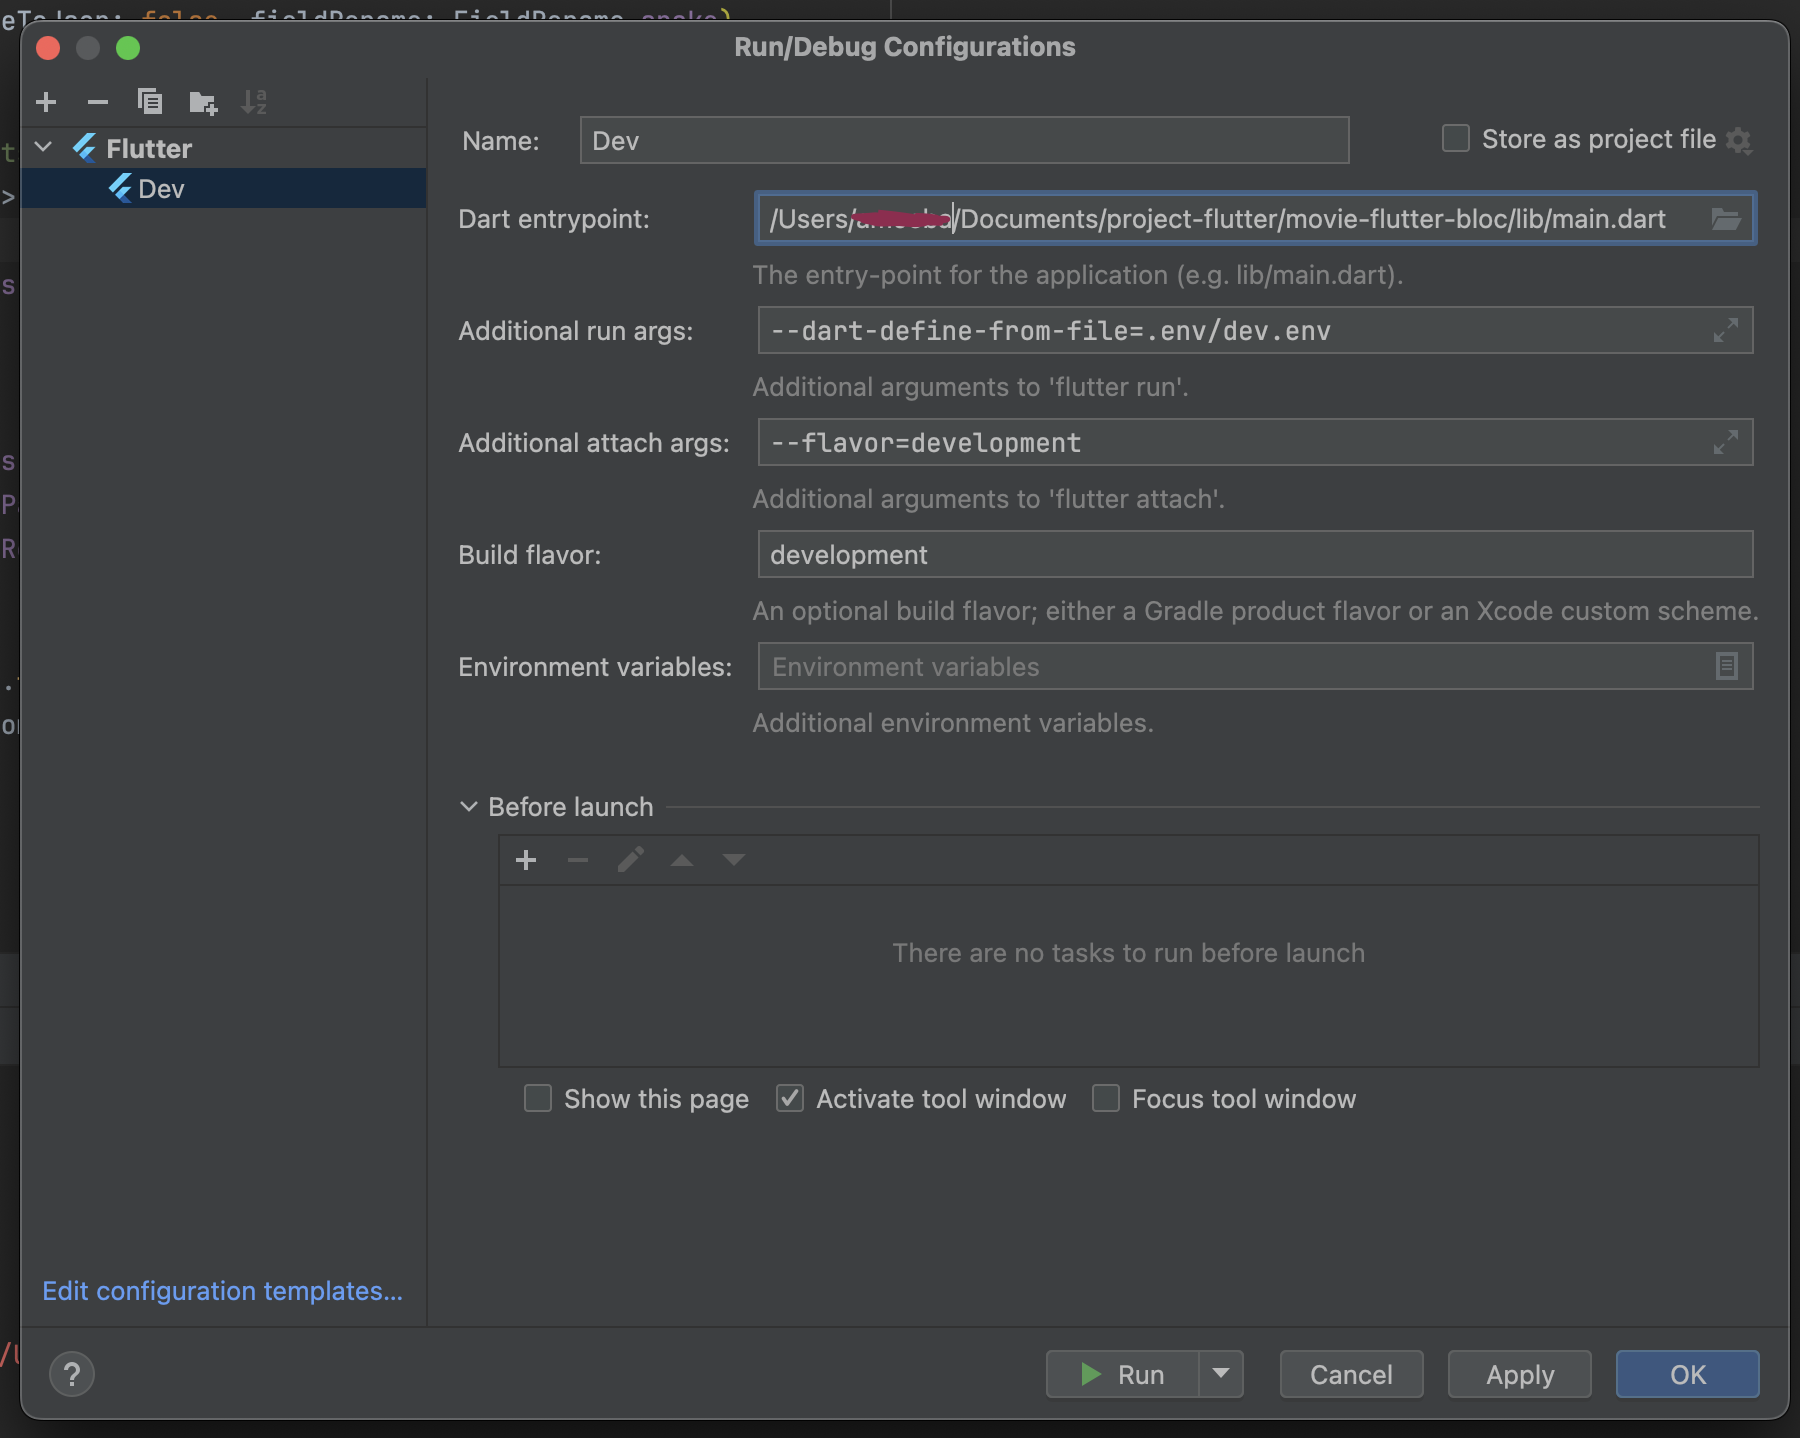 eToJson: false, fieldRename: FieldRename.snake)
Run/Debug Configurations
Flutter
Dev
Name:
Dev
Store as project file
Dart entrypoint:
/Users/ /Documents/project-flutter/movie-flutter-bloc/lib/main.dart
The entry-point for the application (e.g. lib/main.dart).
Additional run args:
--dart-define-from-file=.env/dev.env
Additional arguments to 'flutter run'.
Additional attach args:
--flavor=development
Additional arguments to 'flutter attach'.
Build flavor:
development
An optional build flavor; either a Gradle product flavor or an Xcode custom scheme.
Environment variables:
Environment variables
Additional environment variables.
Before launch
There are no tasks to run before launch
Show this page
Activate tool window
Focus tool window
Edit configuration templates...
?
Run
Cancel
Apply
OK